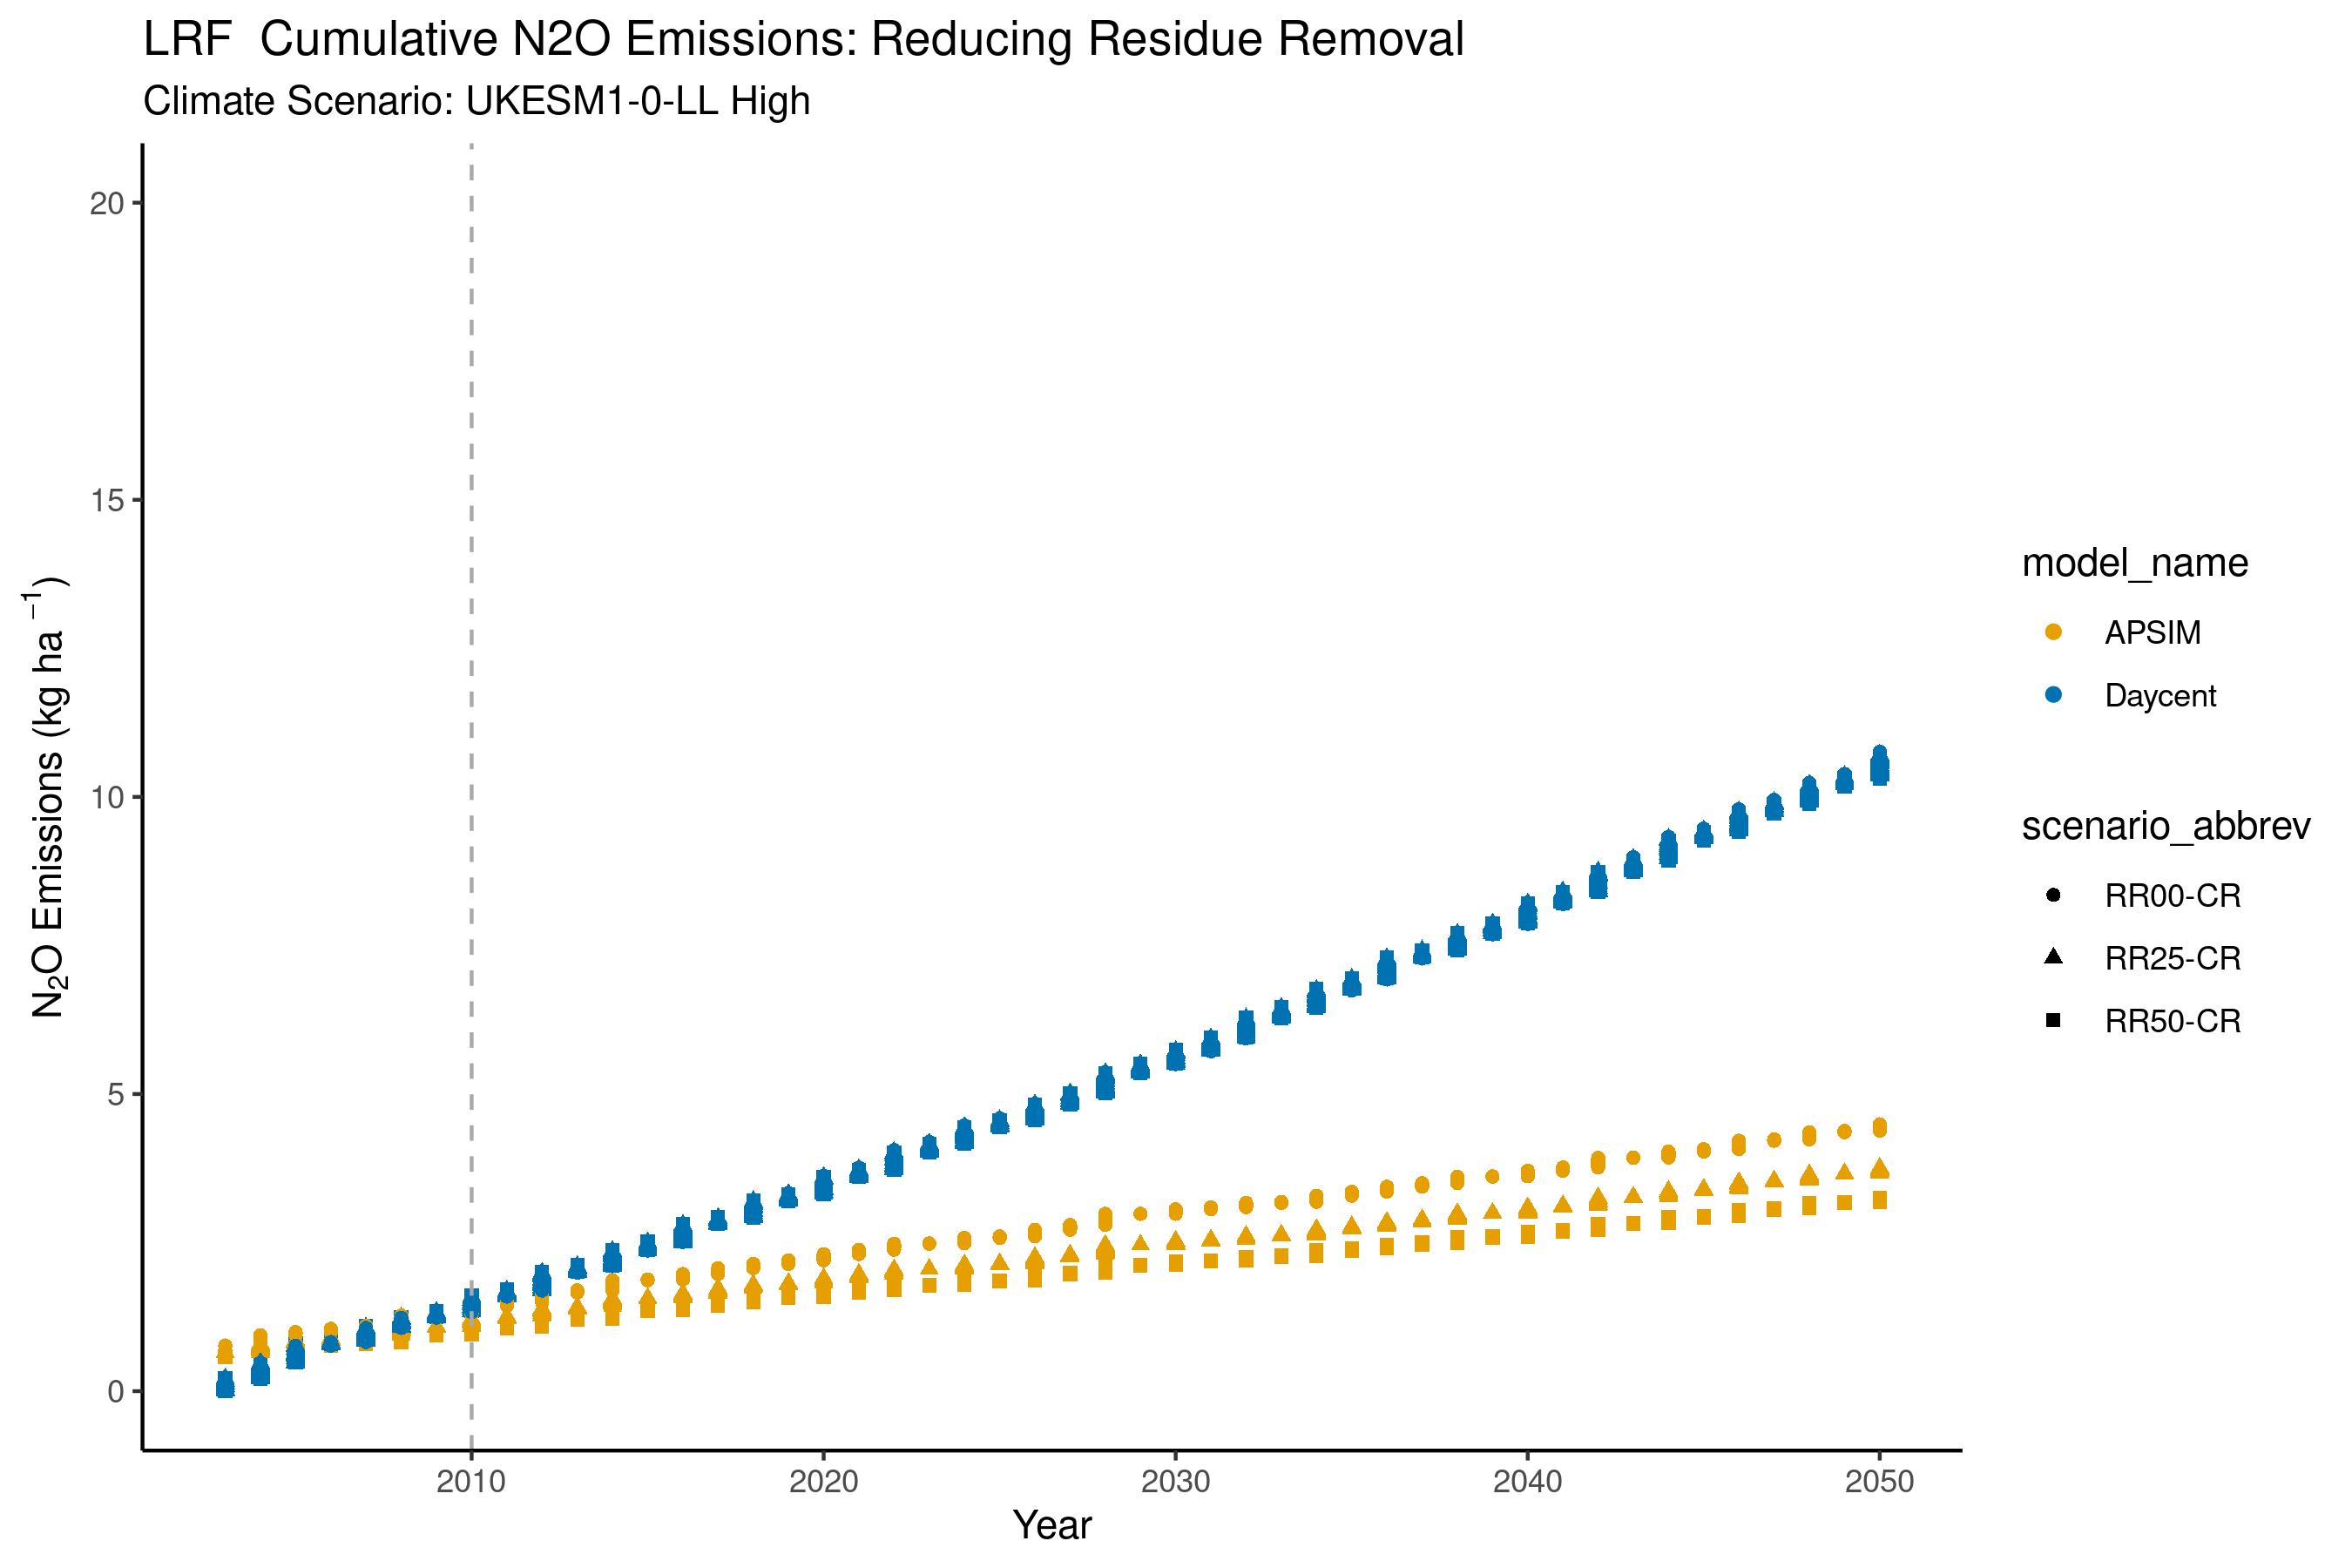 LRF  Cumulative N2O Emissions: Reducing Residue Removal
Climate Scenario: UKESM1-0-LL High
N₂O Emissions (kg ha⁻¹)
20
15
10
5
0
2010
2020
2030
2040
2050
Year
model_name
APSIM
Daycent
scenario_abbrev
RR00-CR
RR25-CR
RR50-CR